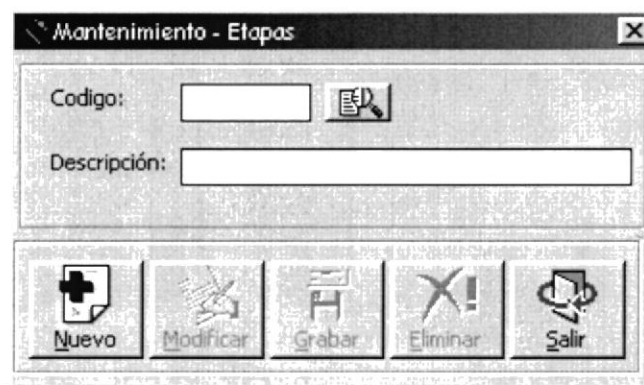 Mantenimiento - Etapas
Codigo:
Descripción:
Nuevo Modificar Grabar Eliminar Salir